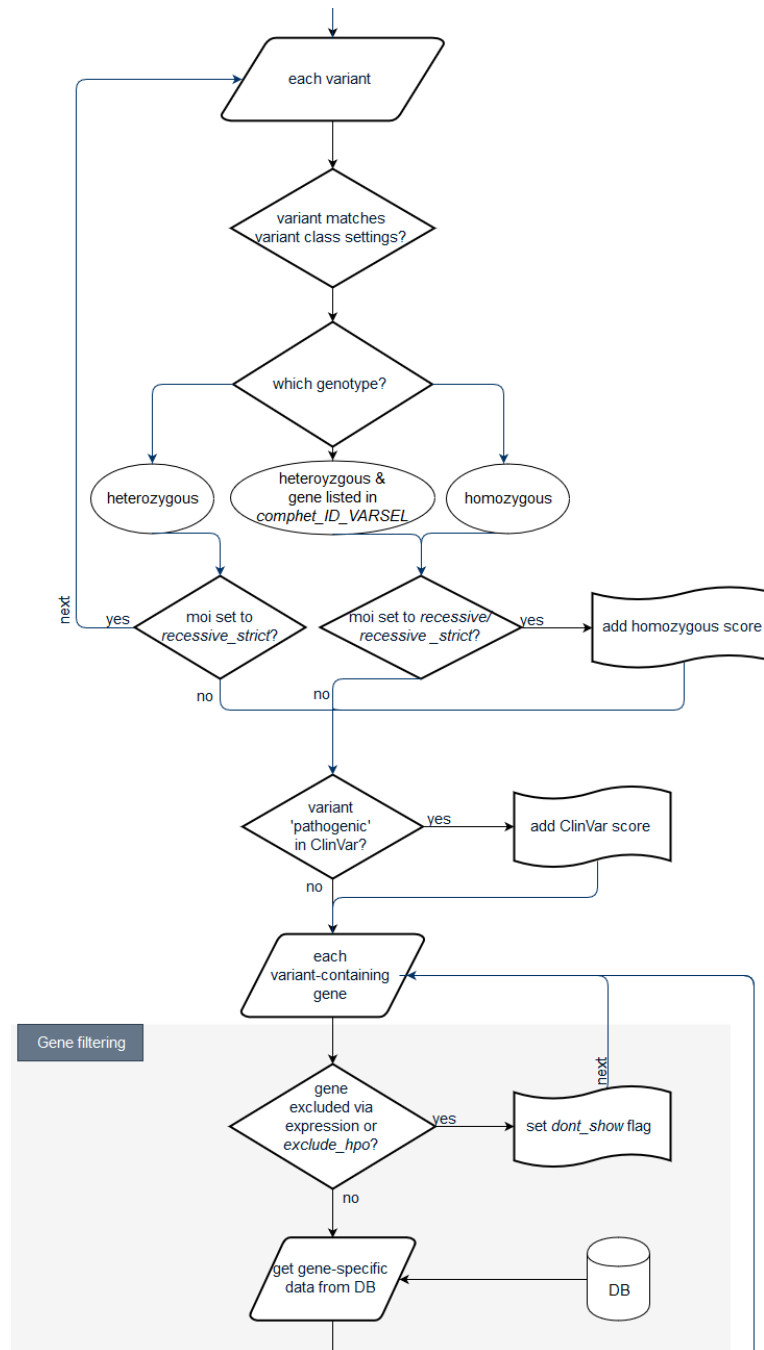 each variant
variant matches
variant class settings?
which genotype?
heterozygous
heteroyzgous &
gene listed in
comphet_ID_VARSEL
homozygous
next
yes
moi set to
recessive_strict?
moi set to recessive/
recessive _strict?
yes
add homozygous score
no
no
variant
'pathogenic'
in ClinVar?
yes
add ClinVar score
no
each
variant-containing
gene
Gene filtering
gene
excluded via
expression or
exclude_hpo?
yes
next
set dont_show flag
no
get gene-specific
data from DB
DB